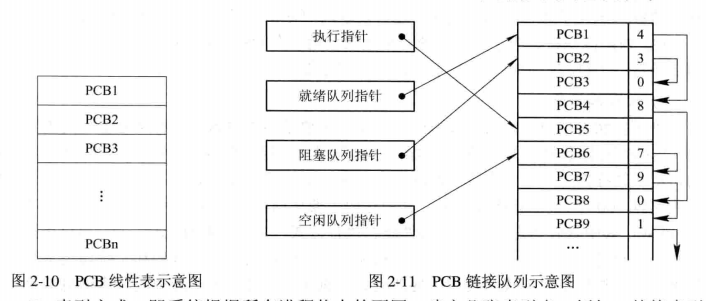 PCB1
PCB2
PCB3
⋮
PCBn
图 2-10 PCB 线性表示意图
执行指针
就绪队列指针
阻塞队列指针
空闲队列指针
PCB1 4
PCB2 3
PCB3 0
PCB4 8
PCB5
PCB6 7
PCB7 9
PCB8 0
PCB9 1
…
图 2-11 PCB 链接队列示意图